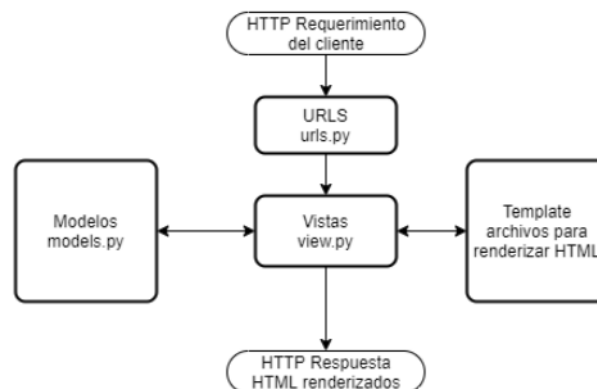 HTTP Requerimiento
del cliente
URLS
urls.py
Modelos
models.py
Vistas
view.py
Template
archivos para
renderizar HTML
HTTP Respuesta
HTML renderizados